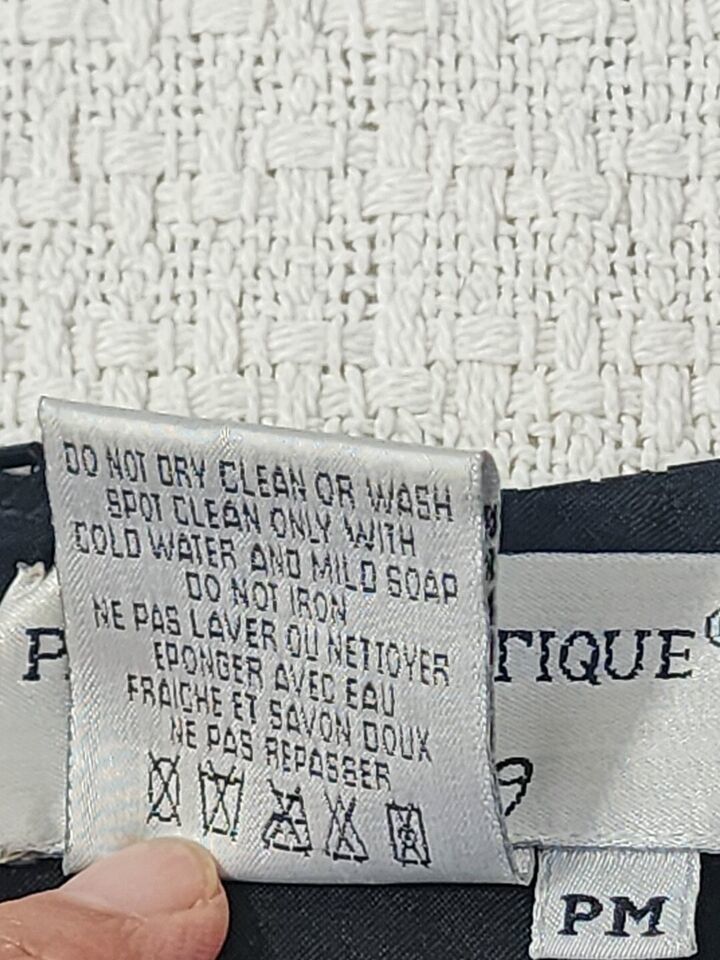 DO NOT DRY CLEAN OR WASH
SPOT CLEAN ONLY WITH
COLD WATER AND MILD SOAP
DO NOT IRON
NE PAS LAVER OU NETTOYER
EPONGER AVEC EAU
FRAICHE ET SAVON DOUX
NE PAS REPASSER
P
TIQUE®
PM